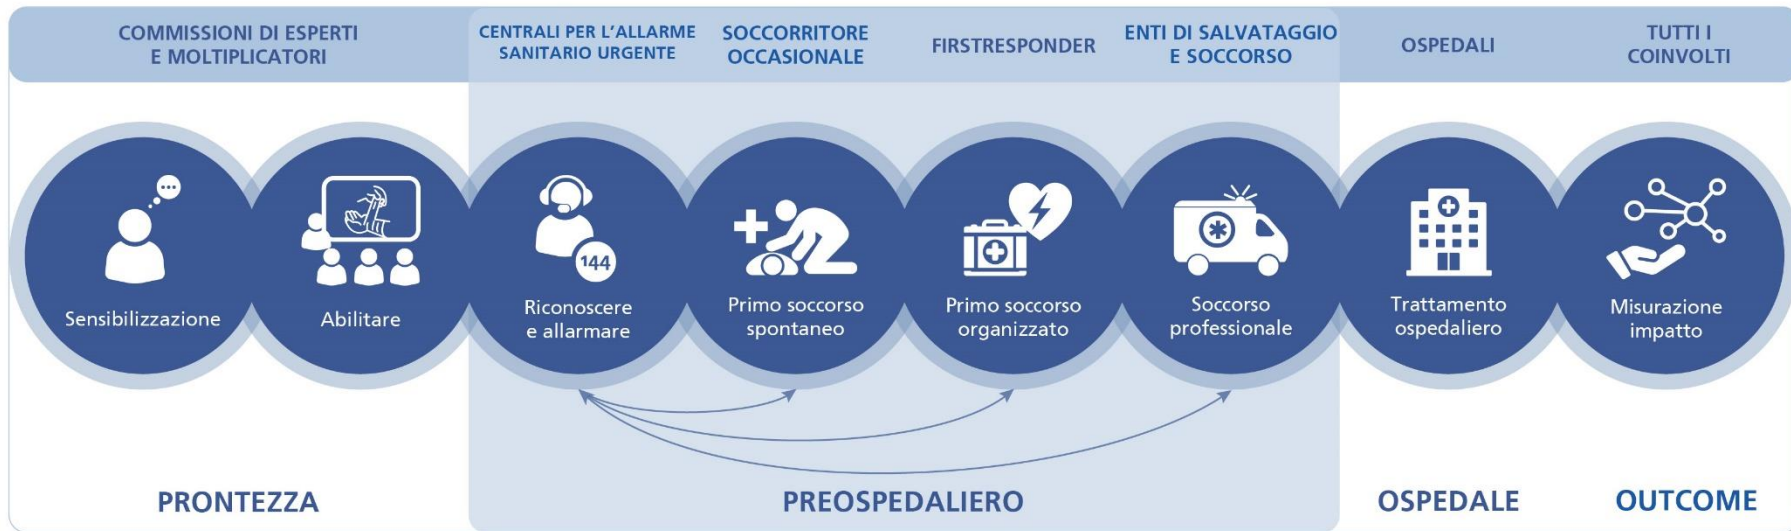 COMMISSIONI DI ESPERTI
E MOLTIPLICATORI
CENTRALI PER L'ALLARME
SANITARIO URGENTE
SOCCORRITORE
OCCASIONALE
FIRSTRESPONDER
ENTI DI SALVATAGGIO
E SOCCORSO
OSPEDALI
TUTTI I
COINVOLTI
Sensibilizzazione
Abilitare
144
Riconoscere
e allarmare
Primo soccorso
spontaneo
Primo soccorso
organizzato
Soccorso
professionale
Trattamento
ospedaliero
Misurazione
impatto
PRONTEZZA
PREOSPEDALIERO
OSPEDALE
OUTCOME